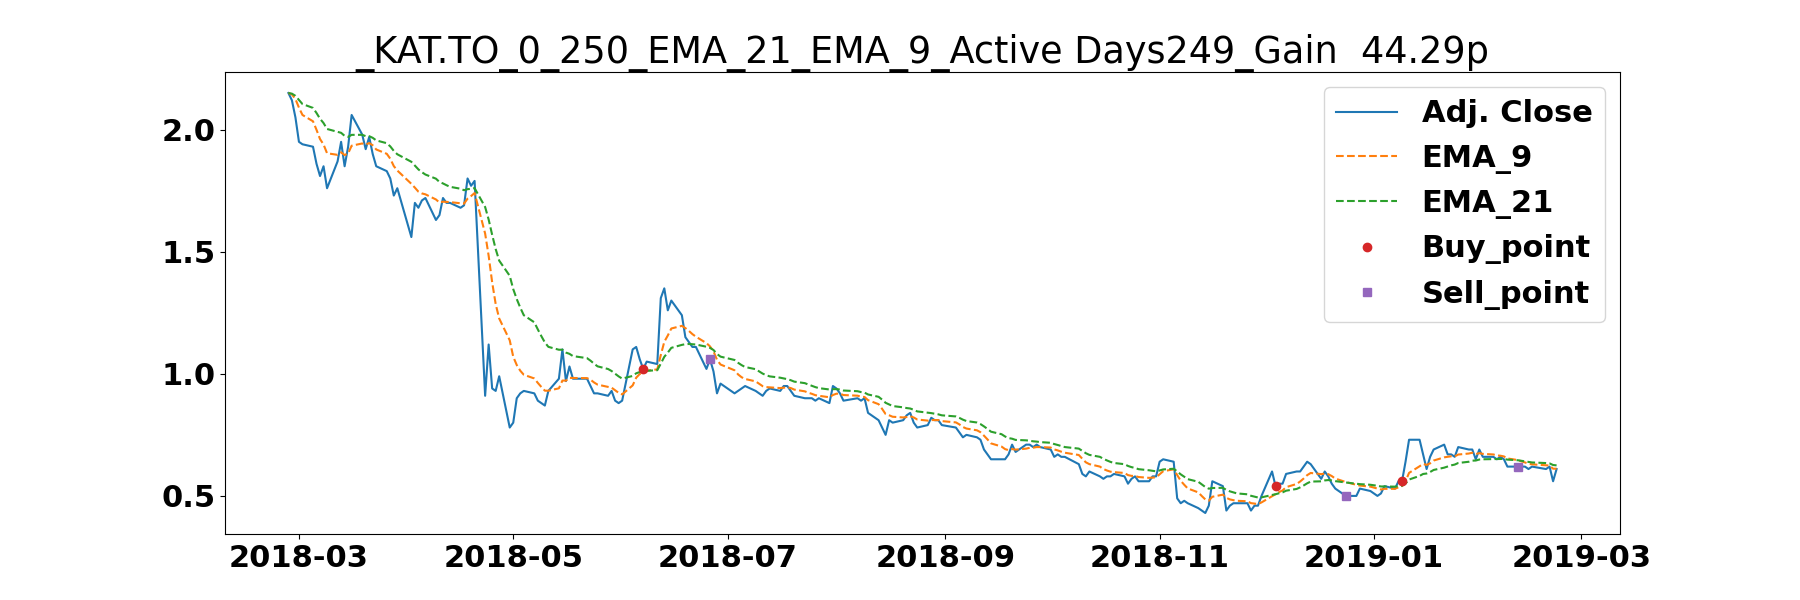 _KAT.TO_0_250_EMA_21_EMA_9_Active Days249_Gain  44.29p
2.0
1.5
1.0
0.5
Adj. Close
EMA_9
EMA_21
Buy_point
Sell_point
2018-03 2018-05 2018-07 2018-09 2018-11 2019-01 2019-03